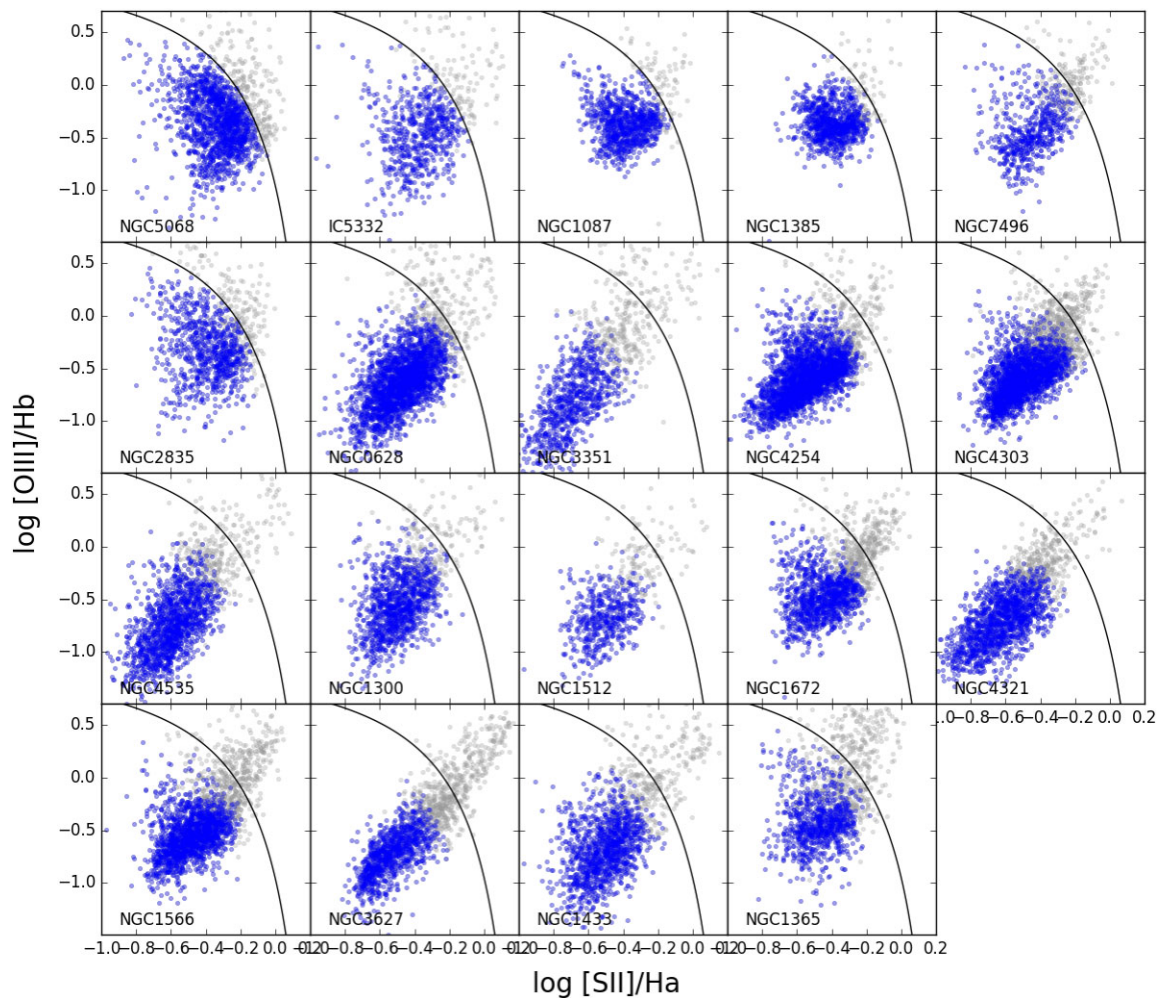 0.5
0.0
−0.5
−1.0
NGC5068 IC5332 NGC1087 NGC1385 NGC7496
0.5
0.0
−0.5
−1.0
NGC2835 NGC0628 NGC3351 NGC4254 NGC4303
log [OIII]/Hb
0.5
0.0
−0.5
−1.0
NGC4535 NGC1300 NGC1512 NGC1672 NGC4321
−0.8−0.6−0.4−0.2 0.0 0.2
0.5
0.0
−0.5
−1.0
NGC1566 NGC3627 NGC1433 NGC1365
−1.0−0.8−0.6−0.4−0.2 0.0 −0.8−0.6−0.4−0.2 0.0 −0.8−0.6−0.4−0.2 0.0 −0.8−0.6−0.4−0.2 0.0 0.2
log [SII]/Ha